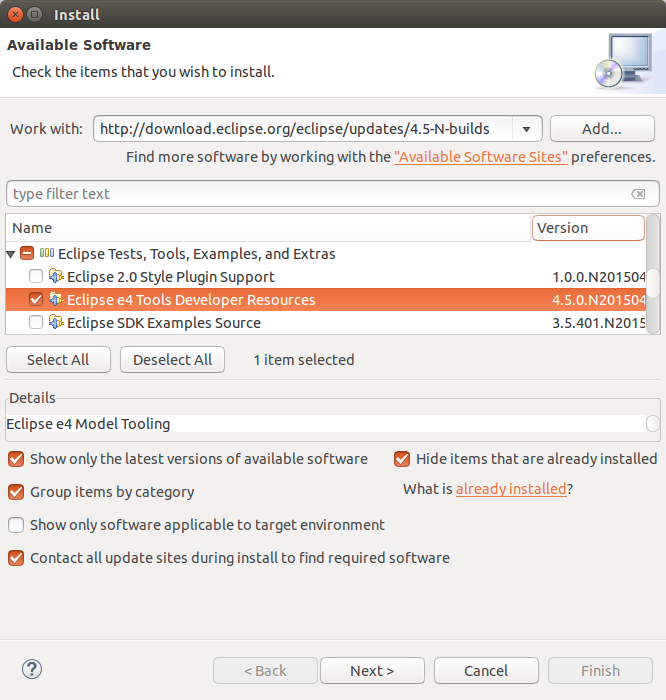 Install
Available Software
Check the items that you wish to install.
Work with: http://download.eclipse.org/eclipse/updates/4.5-N-builds Add...
Find more software by working with the "Available Software Sites" preferences.
type filter text
Name Version
Eclipse Tests, Tools, Examples, and Extras
Eclipse 2.0 Style Plugin Support 1.0.0.N201504
Eclipse e4 Tools Developer Resources 4.5.0.N201504
Eclipse SDK Examples Source 3.5.401.N2015
Select All Deselect All 1 item selected
Details
Eclipse e4 Model Tooling
Show only the latest versions of available software Hide items that are already installed
Group items by category What is already installed?
Show only software applicable to target environment
Contact all update sites during install to find required software
? < Back Next > Cancel Finish